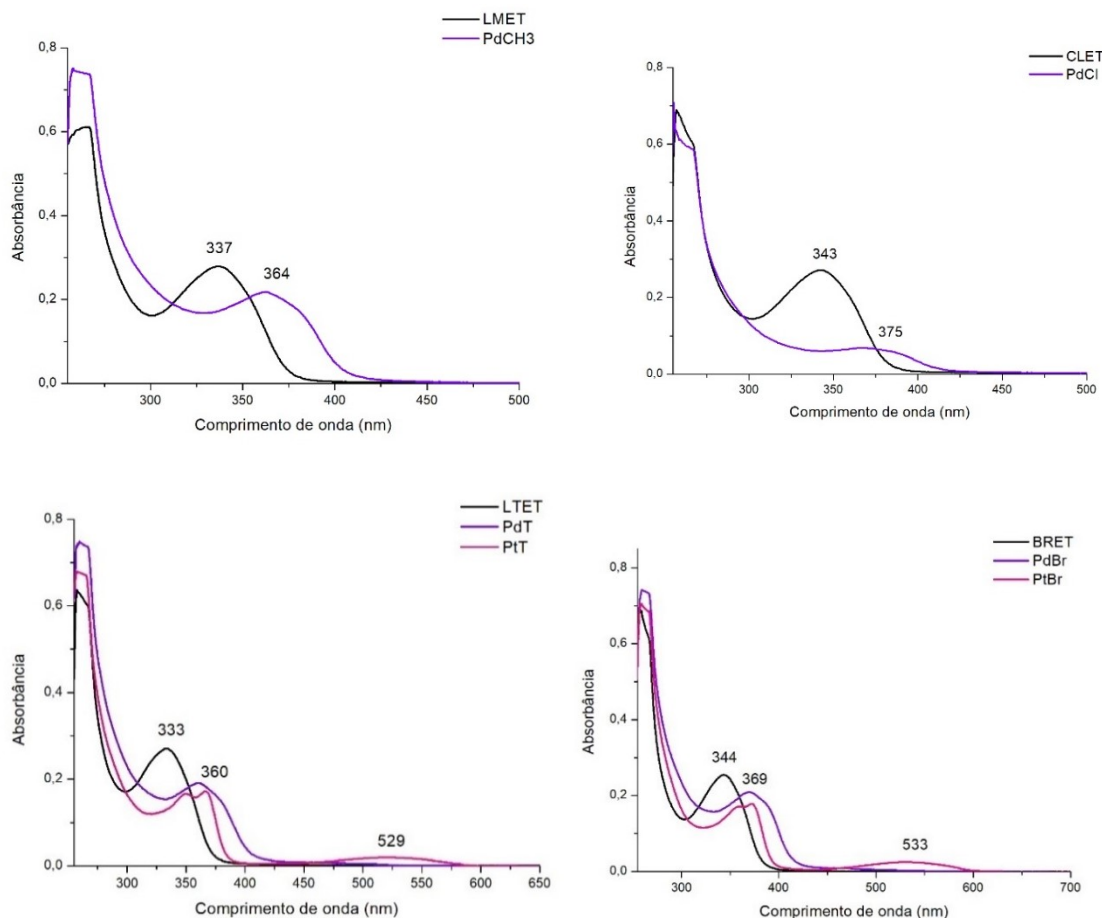 LMET
PdCH3
0,8
0,6
0,4
0,2
0,0
Absorbância
337
364
300
350
400
450
500
Comprimento de onda (nm)
CLET
PdCl
0,8
0,6
0,4
0,2
0,0
Absorbância
343
375
300
350
400
450
500
Comprimento de onda (nm)
LTET
PdT
PtT
0,8
0,6
0,4
0,2
0,0
Absorbância
333
360
529
300
350
400
450
500
550
600
650
Comprimento de onda (nm)
BRET
PdBr
PtBr
0,8
0,6
0,4
0,2
0,0
Absorbância
344
369
533
300
400
500
600
700
Comprimento de onda (nm)